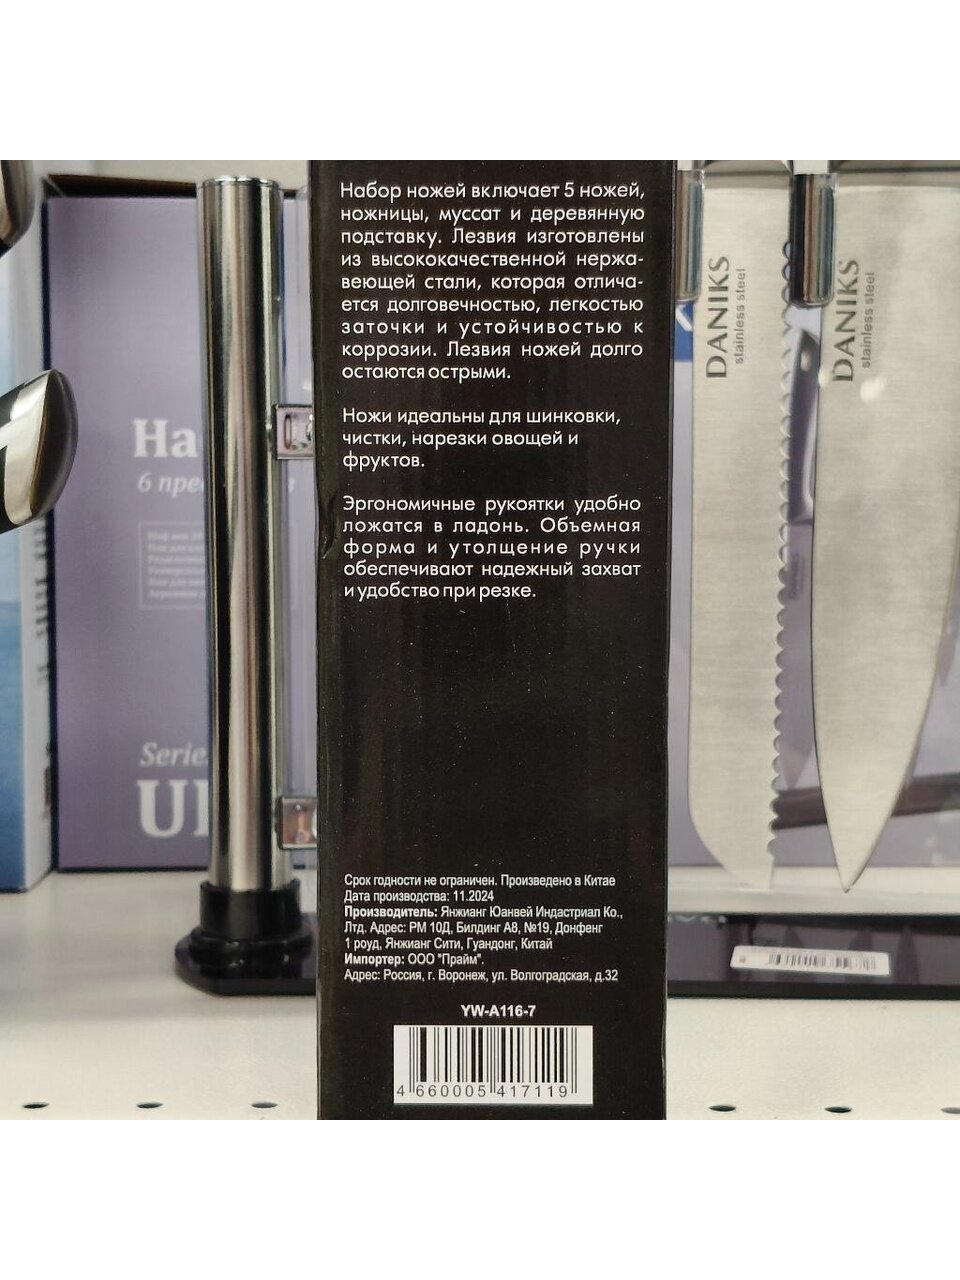 Набор ножей включает 5 ножей,
ножницы, муссат и деревянную
подставку. Лезвия изготовлены
из высококачественной нержа-
веющей стали, которая отлича-
ется долговечностью, легкостью
заточки и устойчивостью к
коррозии. Лезвия ножей долго
остаются острыми.
Ножи идеальны для шинковки,
чистки, нарезки овощей и
фруктов.
Эргономичные рукоятки удобно
ложатся в ладонь. Объемная
форма и утолщение ручки
обеспечивают надежный захват
и удобство при резке.
Срок годности не ограничен. Произведено в Китае
Дата производства: 11.2024
Производитель: Янжианг Юанвей Индастриал Ко.,
Лтд. Адрес: РМ 10Д, Билдинг А8, №19, Донфенг
1 роуд, Янжианг Сити, Гуандонг, Китай
Импортер: ООО "Прайм".
Адрес: Россия, г. Воронеж, ул. Волгоградская, д.32
YW-A116-7
4 660005 417119
DANIKS
stainless steel
DANIKS
stainless steel
На
6 пре
Series